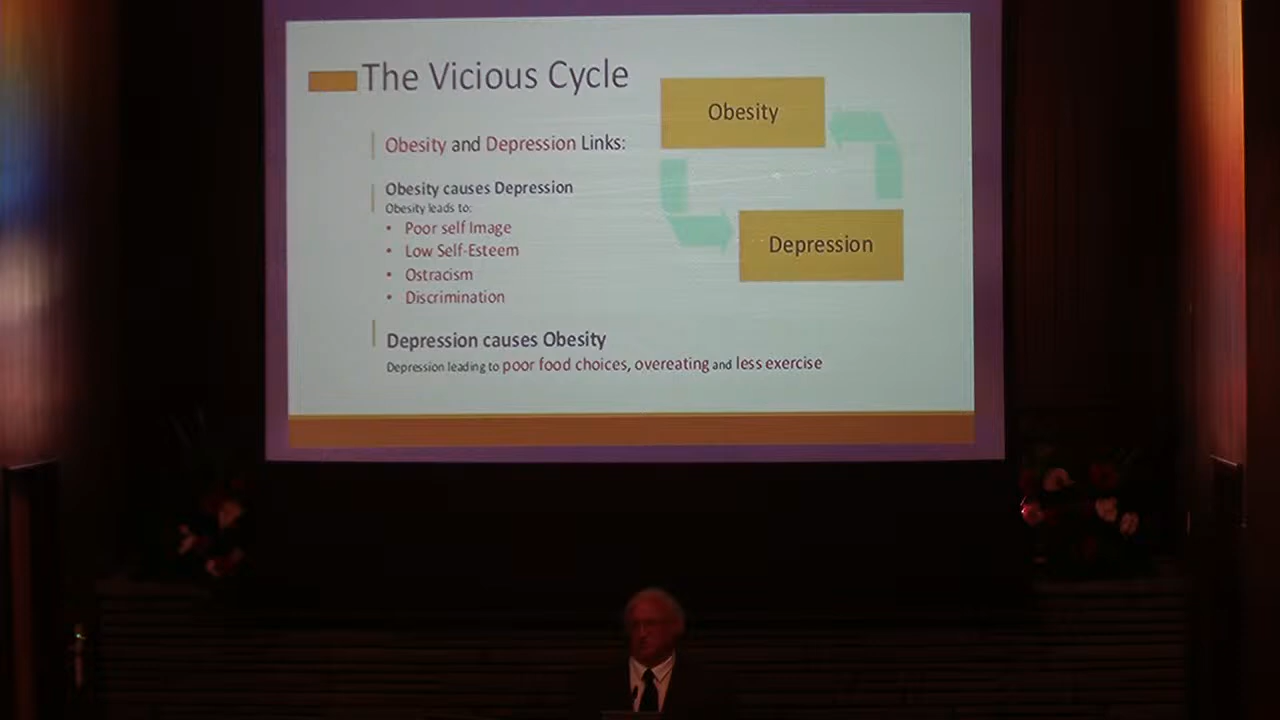 The Vicious Cycle
Obesity and Depression Links:
Obesity causes Depression
Obesity leads to:
• Poor self Image
• Low Self-Esteem
• Ostracism
• Discrimination
Depression causes Obesity
Depression leading to poor food choices, overeating and less exercise
Obesity
Depression